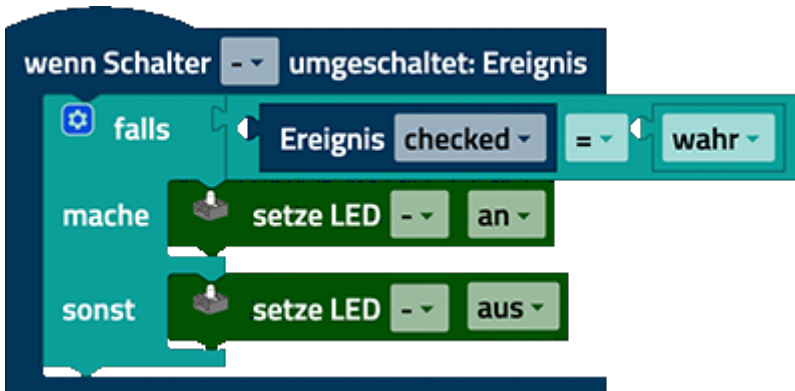 wenn Schalter - umgeschaltet: Ereignis
falls Ereignis checked = wahr
mache setze LED - an
sonst setze LED - aus